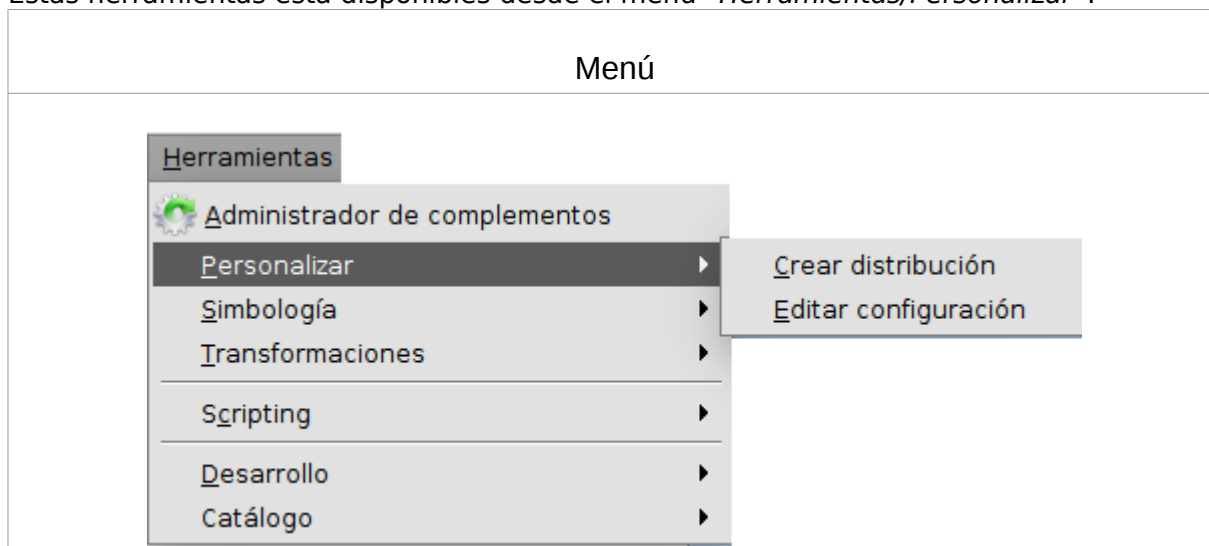 Estas herramientas está disponibles desde el menú "Herramientas/Personalizar".
Menú
Herramientas
Administrador de complementos
Personalizar
Crear distribución
Simbología
Editar configuración
Transformaciones
Scripting
Desarrollo
Catálogo